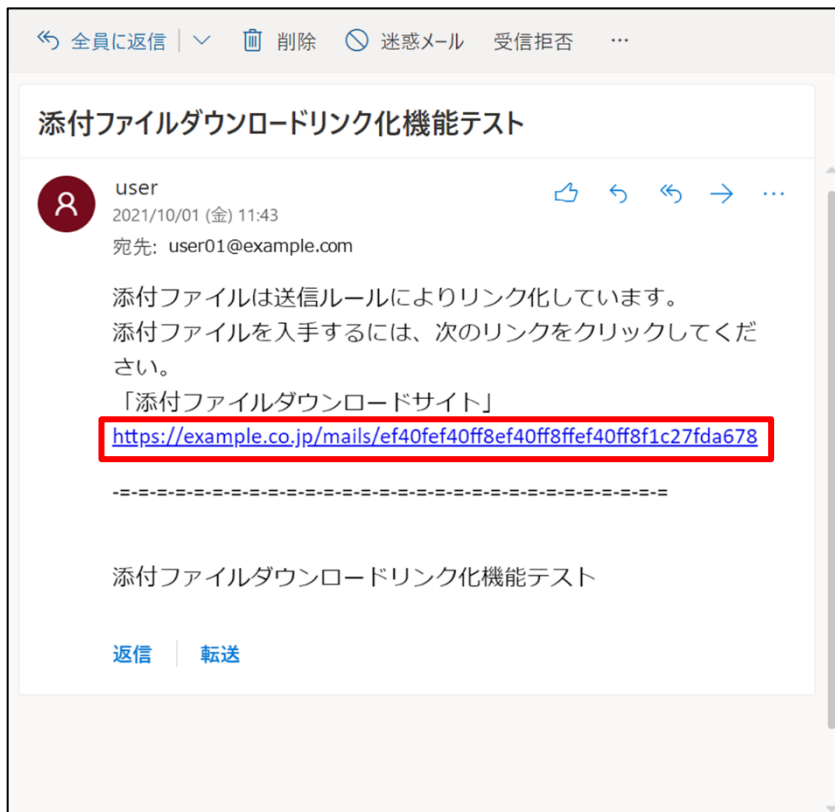 全員に返信 削除 迷惑メール 受信拒否 …
添付ファイルダウンロードリンク化機能テスト
user
2021/10/01 (金) 11:43
宛先: user01@example.com
添付ファイルは送信ルールによりリンク化しています。
添付ファイルを入手するには、次のリンクをクリックしてくだ
さい。
「添付ファイルダウンロードサイト」
https://example.co.jp/mails/ef40fef40ff8ef40ff8ffef40ff8f1c27fda678
-=-=-=-=-=-=-=-=-=-=-=-=-=-=-=-=-=-=-=-=-=-=-=-=-=-=-=-=-=-=
添付ファイルダウンロードリンク化機能テスト
返信 転送